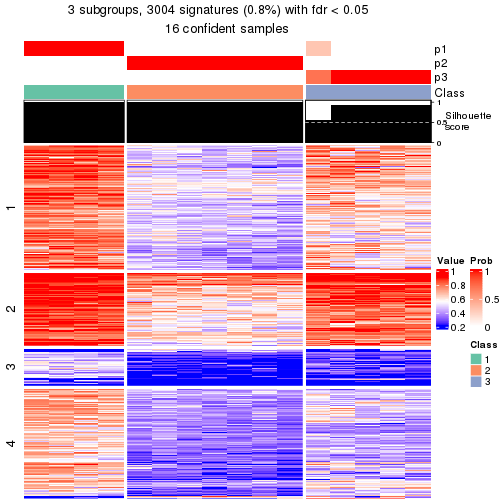 3 subgroups, 3004 signatures (0.8%) with fdr < 0.05
16 confident samples
p1
p2
p3
Class
1
0.5
0
Silhouette
score
1
2
3
4
Value
1
0.8
0.6
0.4
0.2
Prob
1
0.5
0
Class
1
2
3